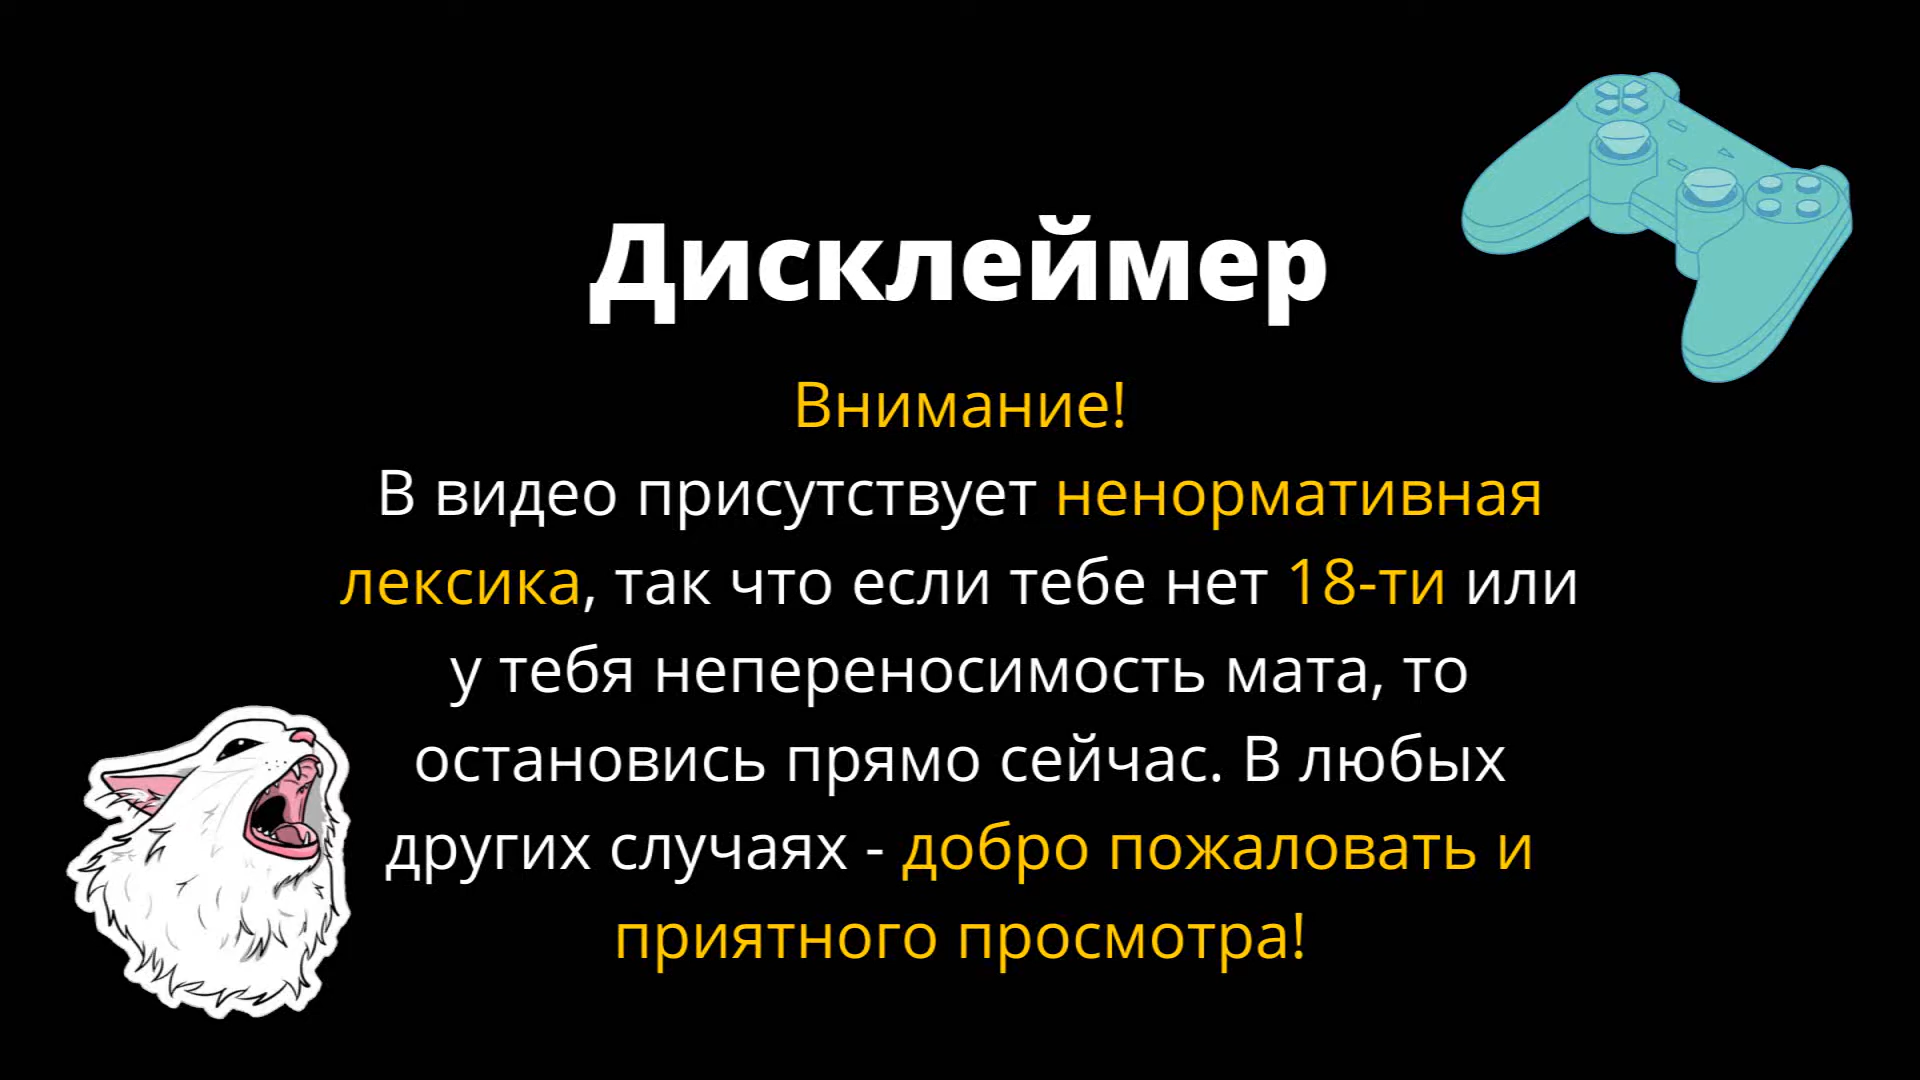 Дисклеймер
Внимание!
В видео присутствует ненормативная
лексика, так что если тебе нет 18-ти или
у тебя непереносимость мата, то
остановись прямо сейчас. В любых
других случаях - добро пожаловать и
приятного просмотра!